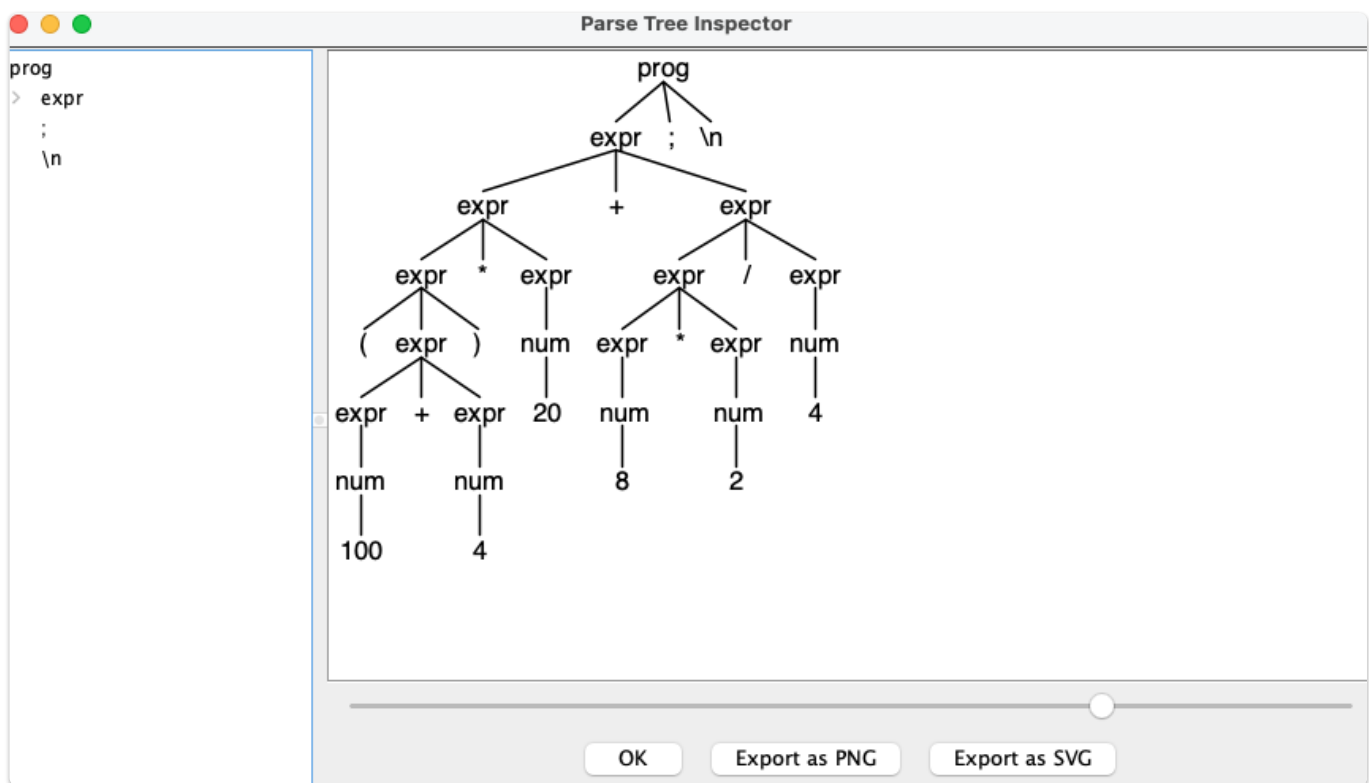 Parse Tree Inspector
prog
expr
;
\n
prog
expr ; \n
expr + expr
expr * expr expr / expr
( expr ) num expr * expr num
expr + expr 20 num num 4
num num 8 2
100 4
OK Export as PNG Export as SVG